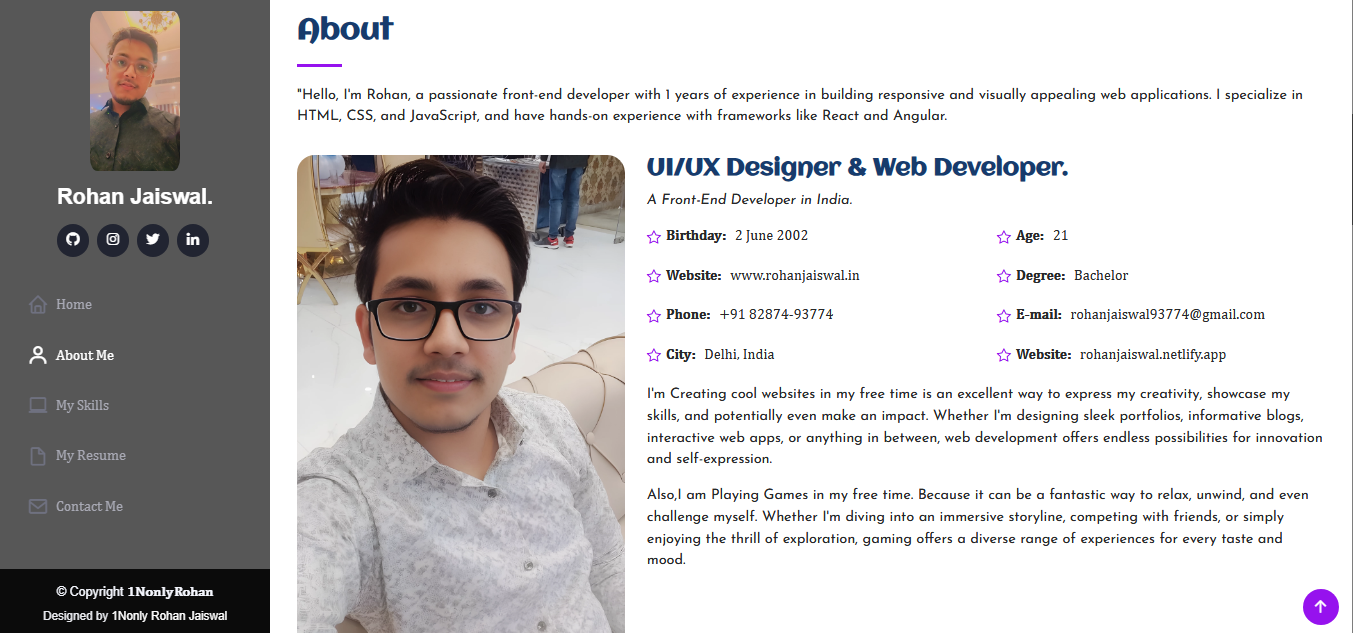 Rohan Jaiswal.
Home
About Me
My Skills
My Resume
Contact Me
© Copyright 1NonlyRohan
Designed by 1Nonly Rohan Jaiswal
About
"Hello, I'm Rohan, a passionate front-end developer with 1 years of experience in building responsive and visually appealing web applications. I specialize in
HTML, CSS, and JavaScript, and have hands-on experience with frameworks like React and Angular.
UI/UX Designer & Web Developer.
A Front-End Developer in India.
Birthday: 2 June 2002
Age: 21
Website: www.rohanjaiswal.in
Degree: Bachelor
Phone: +91 82874-93774
E-mail: rohanjaiswal93774@gmail.com
City: Delhi, India
Website: rohanjaiswal.netlify.app
I'm Creating cool websites in my free time is an excellent way to express my creativity, showcase my
skills, and potentially even make an impact. Whether I'm designing sleek portfolios, informative blogs,
interactive web apps, or anything in between, web development offers endless possibilities for innovation
and self-expression.
Also,I am Playing Games in my free time. Because it can be a fantastic way to relax, unwind, and even
challenge myself. Whether I'm diving into an immersive storyline, competing with friends, or simply
enjoying the thrill of exploration, gaming offers a diverse range of experiences for every taste and
mood.